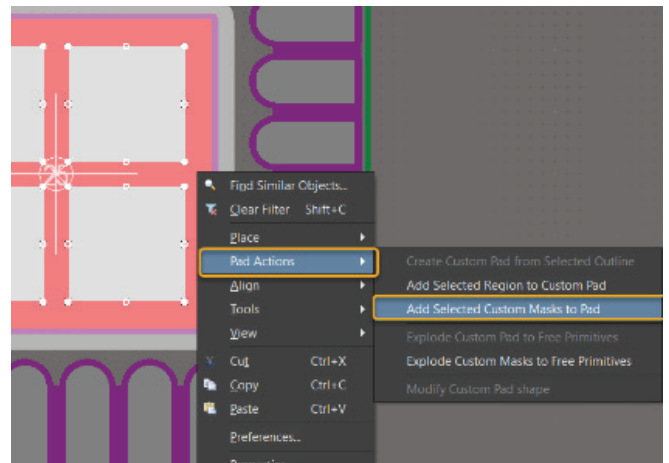 25
Find Similar Objects...
Clear Filter Shift+C
Place
Pad Actions
Align
Tools
View
Cut Ctrl+X
Copy Ctrl+C
Paste Ctrl+V
Preferences...
Create Custom Pad from Selected Outline
Add Selected Region to Custom Pad
Add Selected Custom Masks to Pad
Explode Custom Pad to Free Primitives
Explode Custom Masks to Free Primitives
Modify Custom Pad shape